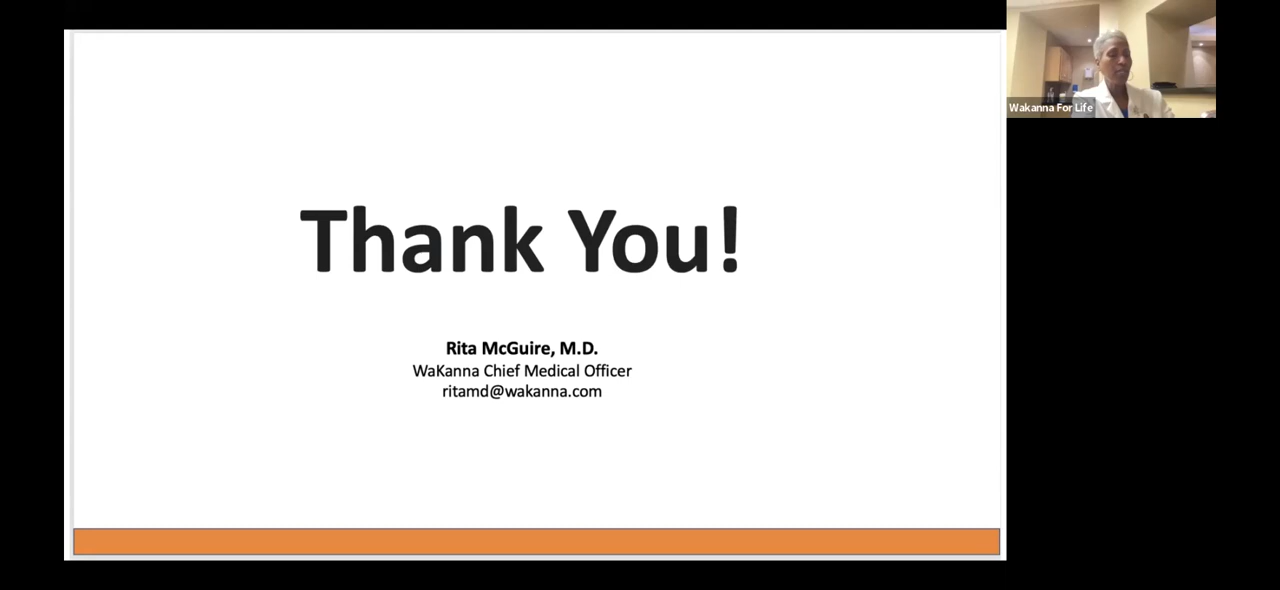 Thank You!
Rita McGuire, M.D.
WaKanna Chief Medical Officer
ritamd@wakanna.com
Wakanna For Life